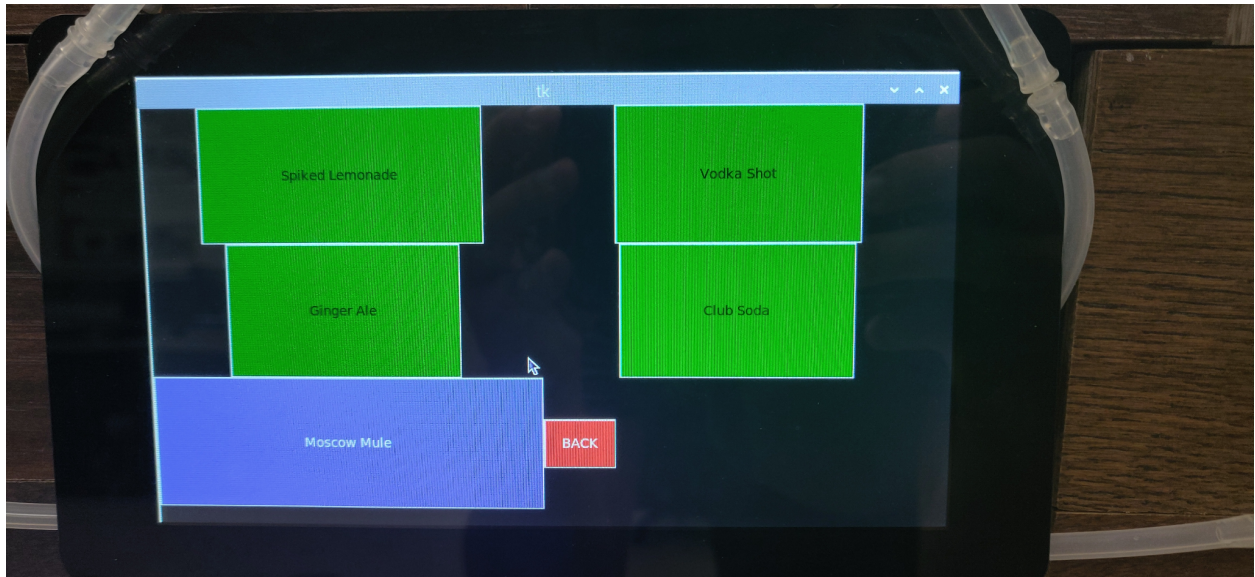 tk
Spiked Lemonade
Vodka Shot
Ginger Ale
Club Soda
Moscow Mule
BACK